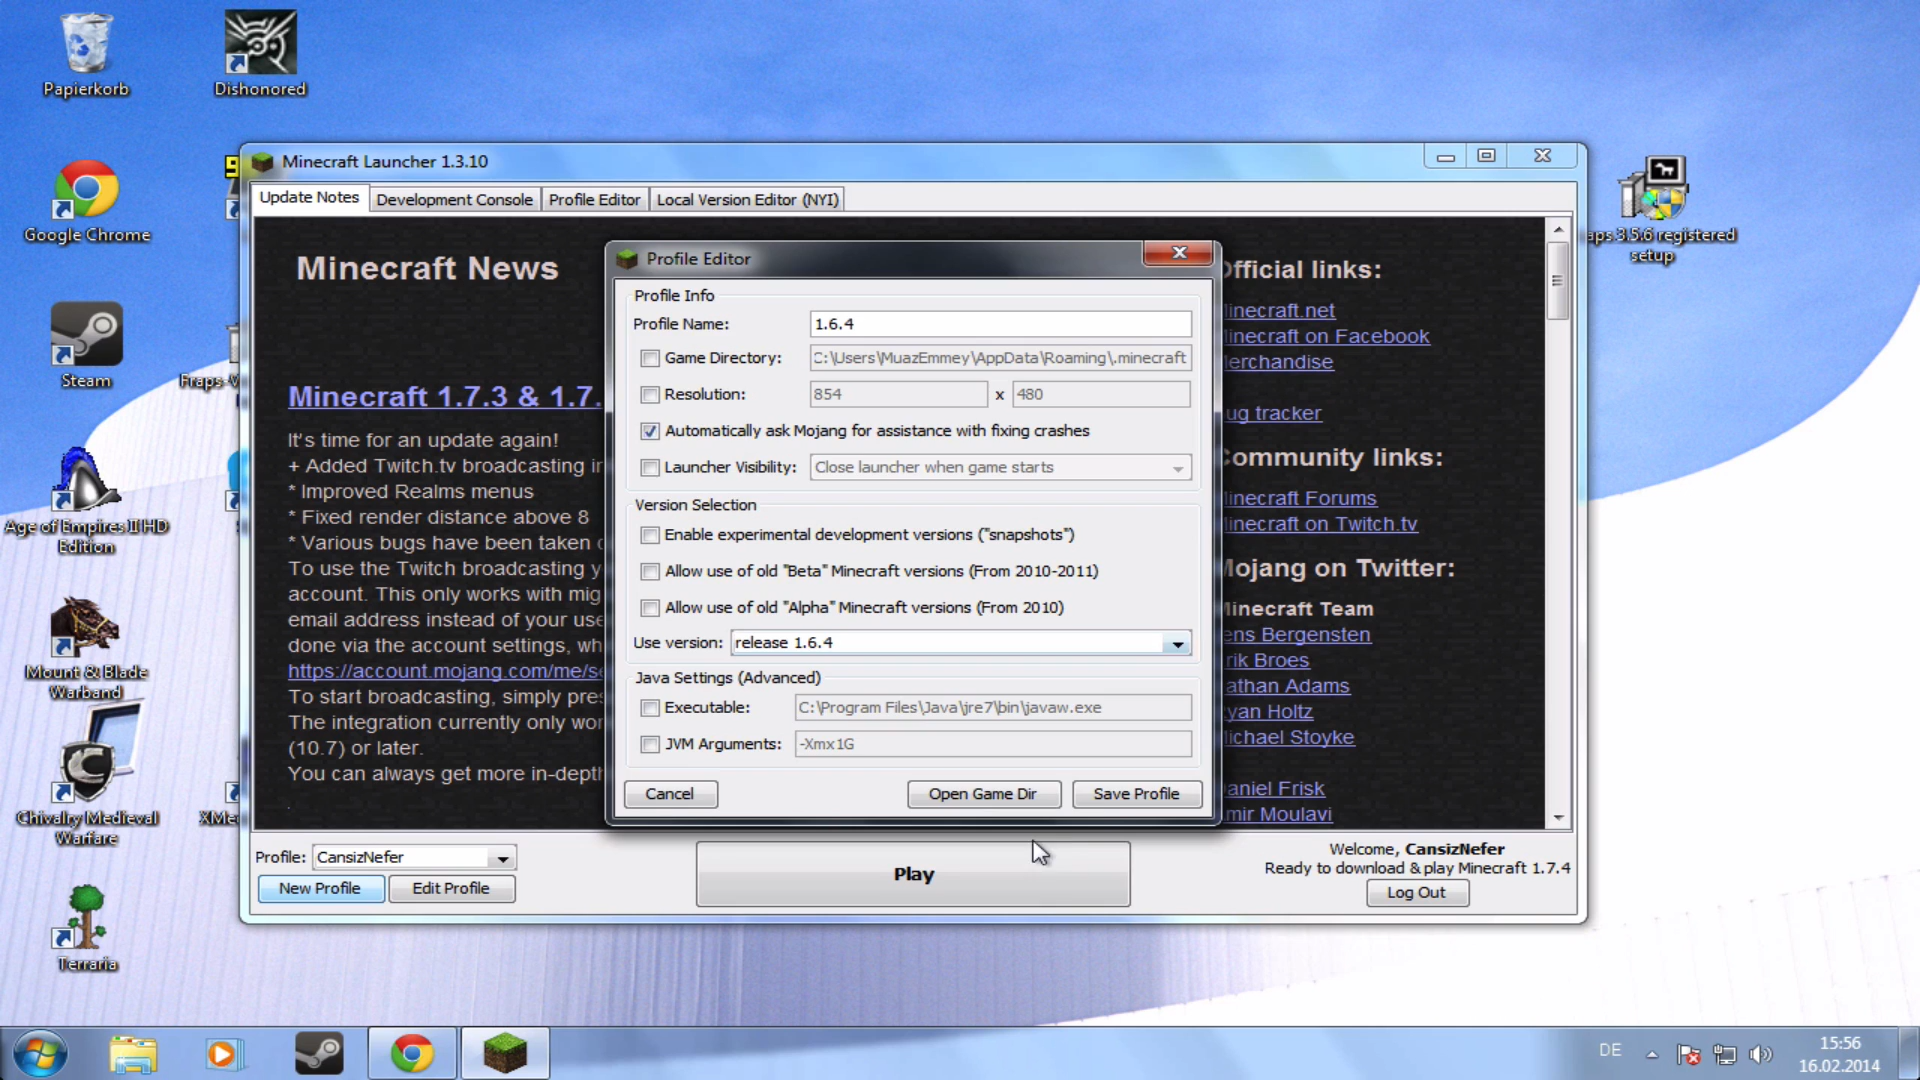 Papierkorb
Dishonored
Google Chrome
Steam
Fraps-V
Age of Empires II HD
Edition
Mount & Blade
Warband
Chivalry Medieval
Warfare
XMe
Terraria
aps 3.5.6 registered
setup
Minecraft Launcher 1.3.10
Update Notes
Development Console
Profile Editor
Local Version Editor (NYI)
Minecraft News
Minecraft 1.7.3 & 1.7.
It's time for an update again!
+ Added Twitch.tv broadcasting in
* Improved Realms menus
* Fixed render distance above 8
* Various bugs have been taken
To use the Twitch broadcasting y
account. This only works with mig
email address instead of your use
done via the account settings, wh
https://account.mojang.com/me/se
To start broadcasting, simply pres
The integration currently only wor
(10.7) or later.
You can always get more in-depth
Profile Editor
Profile Info
Profile Name: 1.6.4
Game Directory: C:\Users\MuazEmmey\AppData\Roaming\.minecraft
Resolution: 854 x 480
Automatically ask Mojang for assistance with fixing crashes
Launcher Visibility: Close launcher when game starts
Version Selection
Enable experimental development versions ("snapshots")
Allow use of old "Beta" Minecraft versions (From 2010-2011)
Allow use of old "Alpha" Minecraft versions (From 2010)
Use version: release 1.6.4
Java Settings (Advanced)
Executable: C:\Program Files\Java\jre7\bin\javaw.exe
JVM Arguments: -Xmx1G
Cancel
Open Game Dir
Save Profile
Official links:
inecraft.net
inecraft on Facebook
erchandise
ug tracker
Community links:
inecraft Forums
inecraft on Twitch.tv
Mojang on Twitter:
Minecraft Team
ens Bergensten
rik Broes
athan Adams
yan Holtz
ichael Stoyke
aniel Frisk
mir Moulavi
Profile: CansizNefer
New Profile
Edit Profile
Play
Welcome, CansizNefer
Ready to download & play Minecraft 1.7.4
Log Out
DE
15:56
16.02.2014